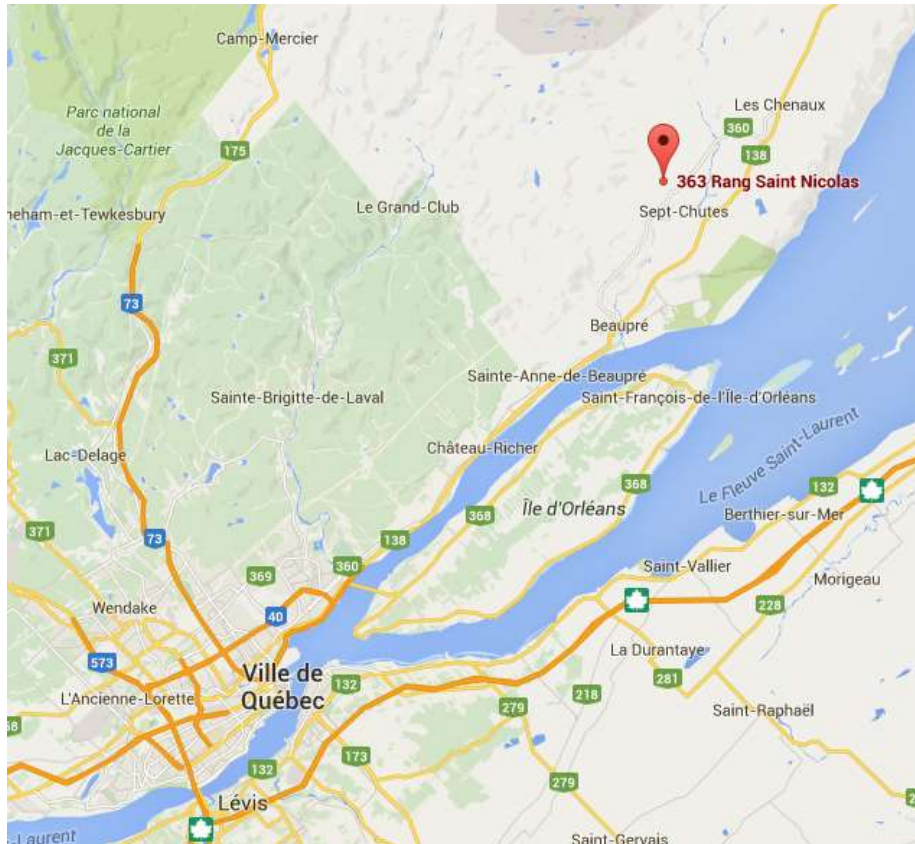 Camp-Mercier
Les Chenaux
Parc national
de la
Jacques-Cartier
360
175
138
363 Rang Saint Nicolas
Le Grand-Club
Sept-Chutes
neham-et-Tewkesbury
73
Beaupré
371
Sainte-Anne-de-Beaupré
Sainte-Brigitte-de-Laval
Saint-François-de-l'Île-d'Orléans
Château-Richer
Lac-Delage
Le Fleuve Saint-Laurent
368
132
Île d'Orléans
368
Berthier-sur-Mer
371
73
138
360
Saint-Vallier
369
Morigeau
Wendake
228
40
La Durantaye
573
Ville de
Québec
132
281
L'Ancienne-Lorette
218
279
Saint-Raphaël
173
132
279
Lévis
Saint-Gervais